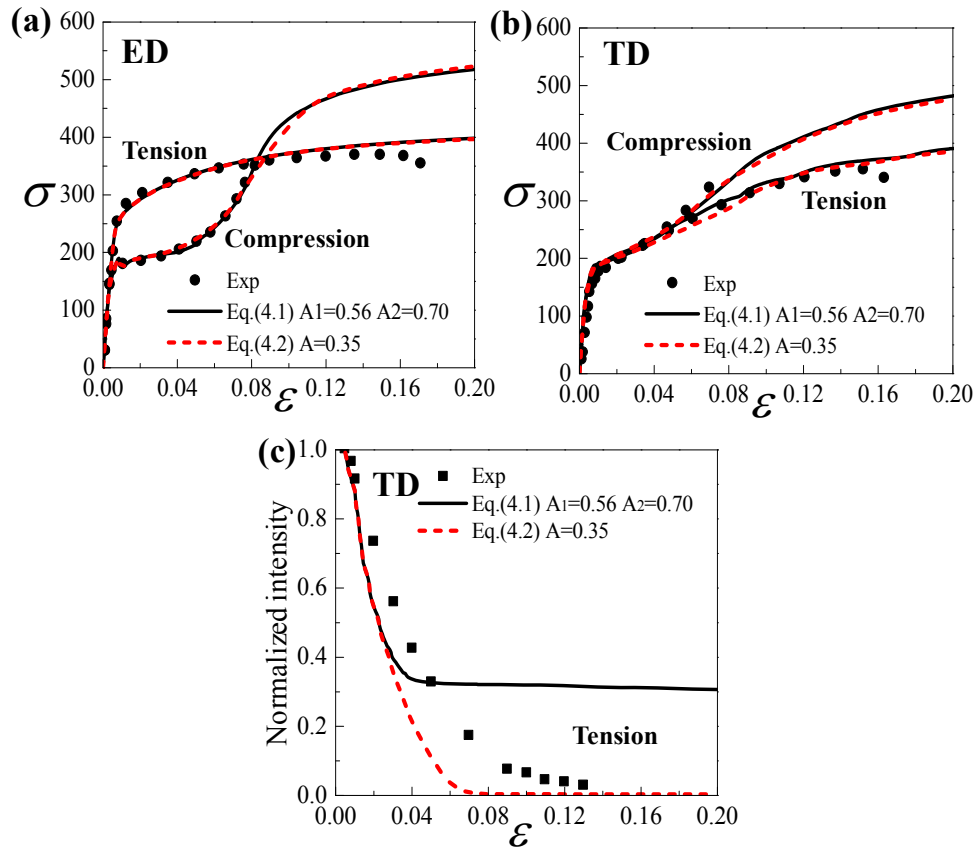 (a)
ED
600
500
400
300
200
100
0
σ
Tension
Compression
Exp
Eq.(4.1) A1=0.56 A2=0.70
Eq.(4.2) A=0.35
0.00 0.04 0.08 0.12 0.16 0.20
ε
(b)
TD
600
500
400
300
200
100
0
σ
Compression
Tension
Exp
Eq.(4.1) A1=0.56 A2=0.70
Eq.(4.2) A=0.35
0.00 0.04 0.08 0.12 0.16 0.20
ε
(c)
TD
1.0
0.8
0.6
0.4
0.2
0.0
Normalized intensity
Exp
Eq.(4.1) A1=0.56 A2=0.70
Eq.(4.2) A=0.35
Tension
0.00 0.04 0.08 0.12 0.16 0.20
ε